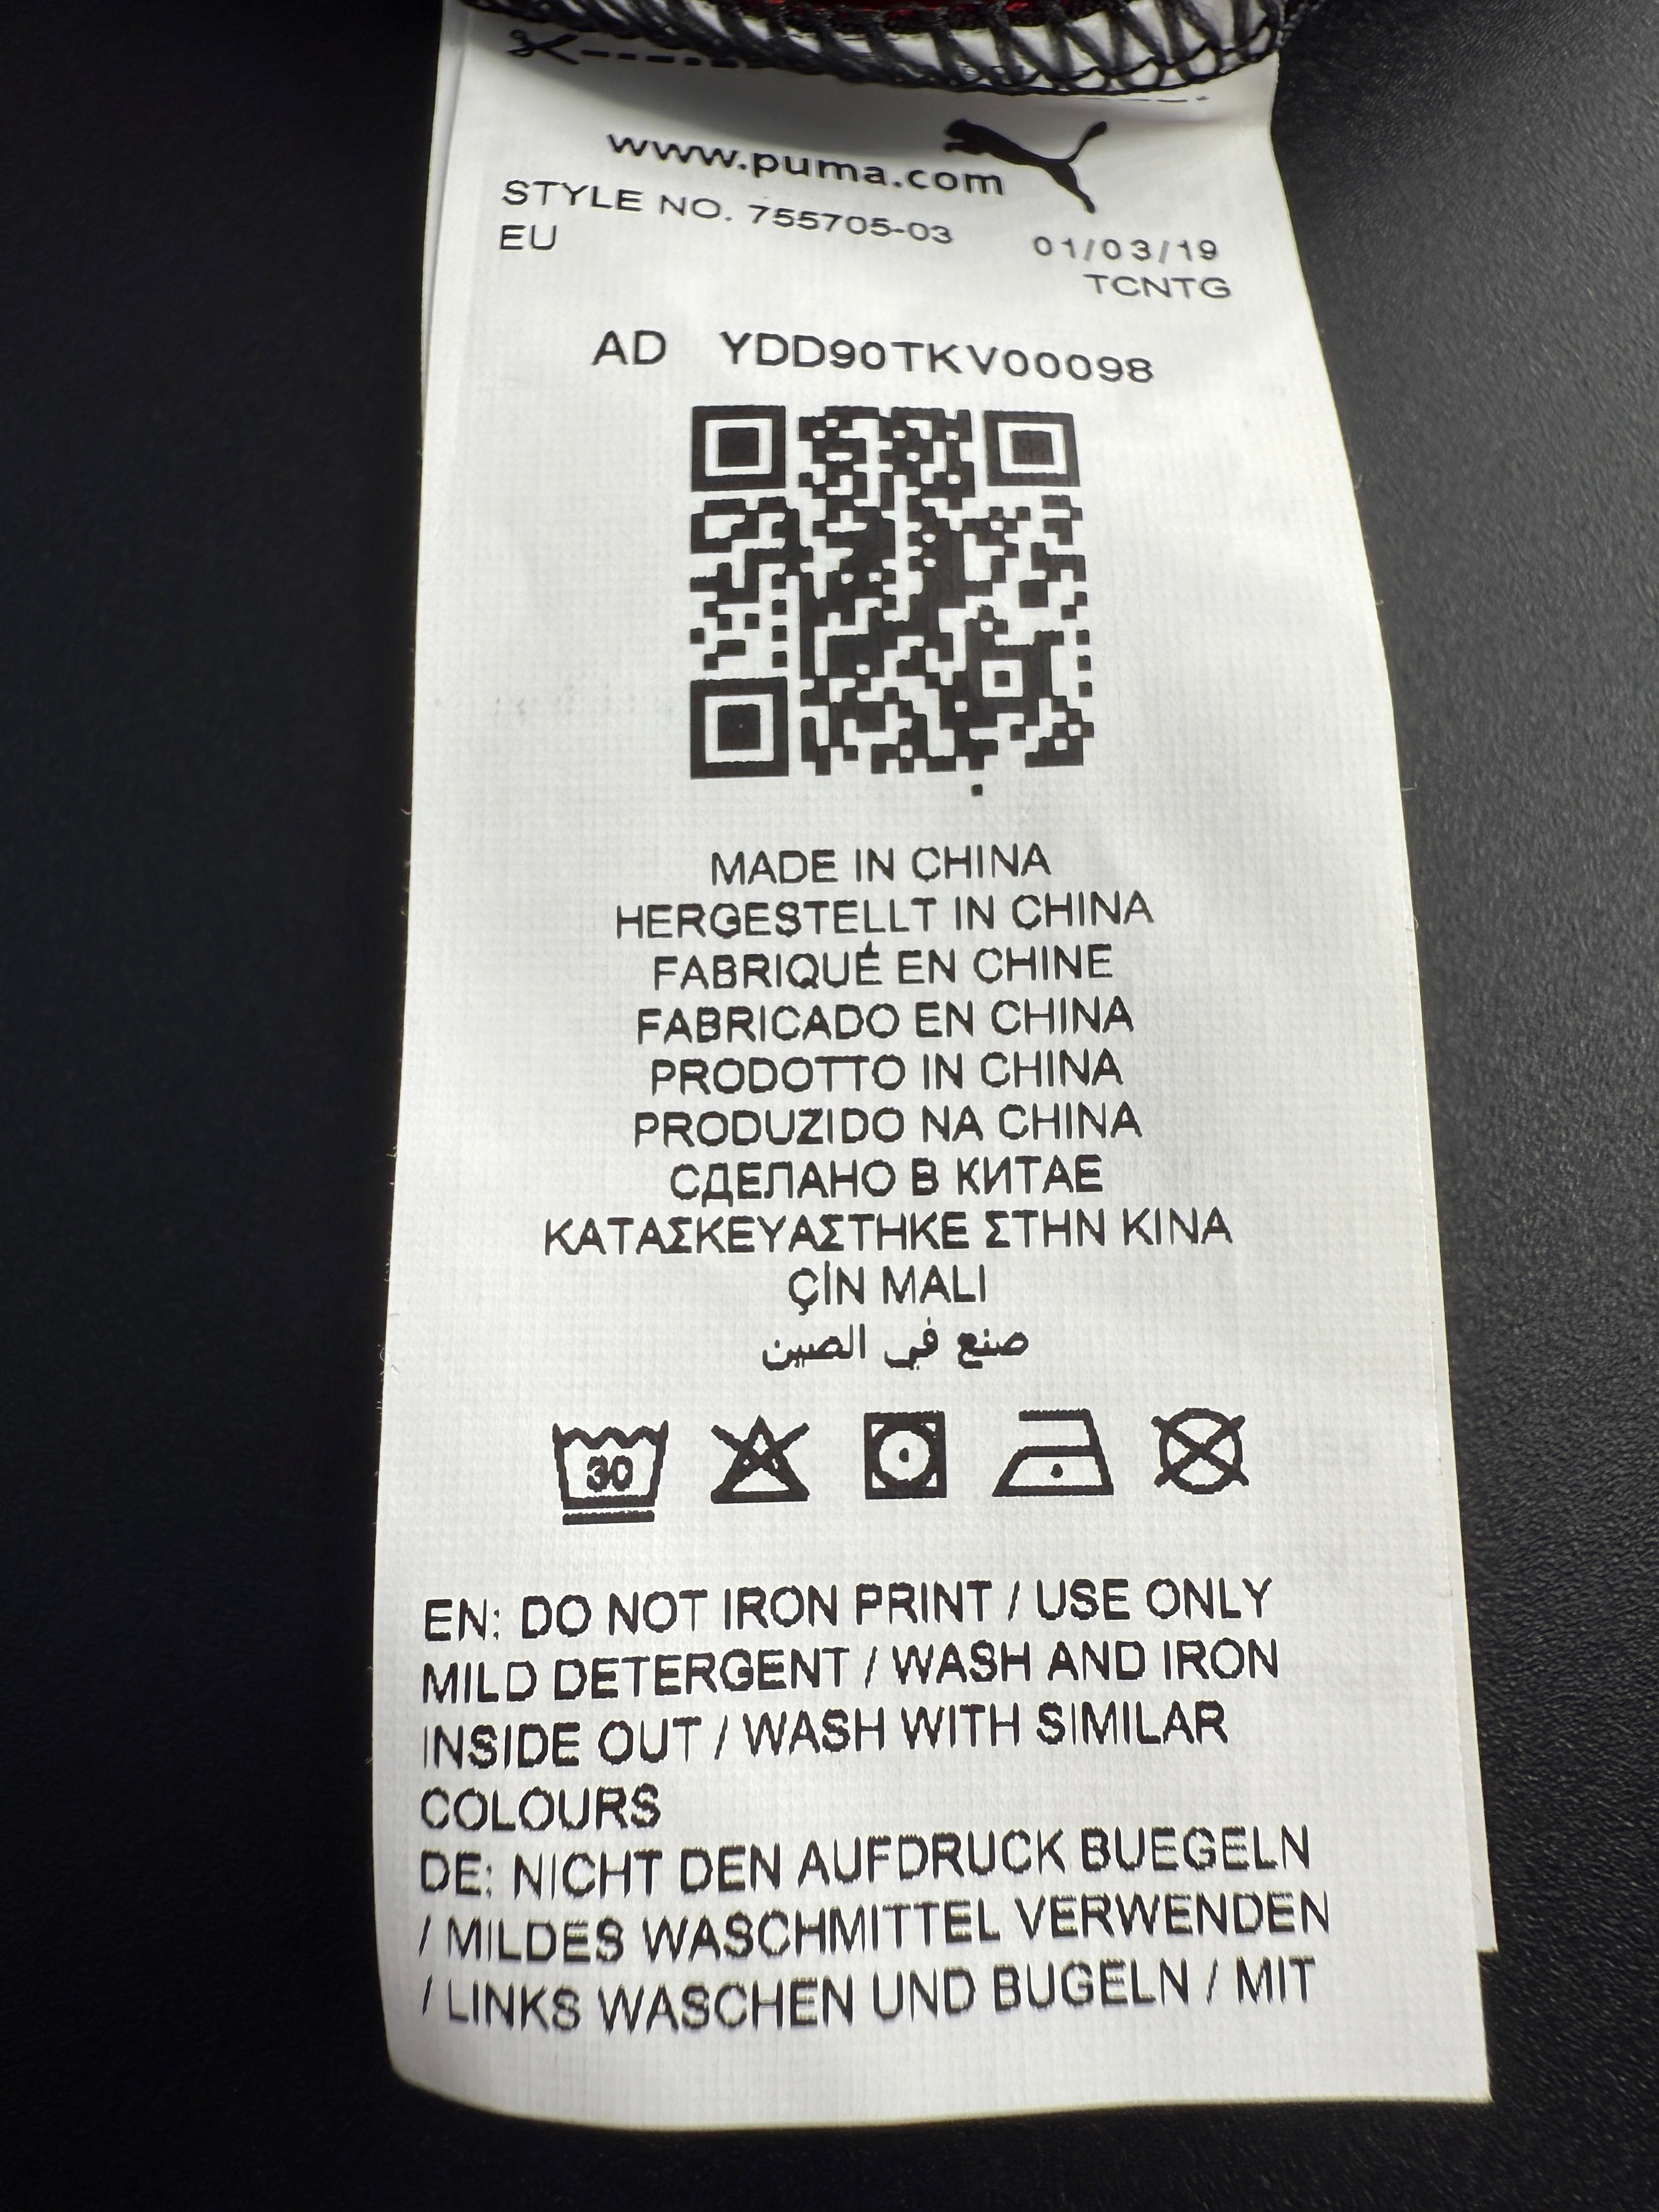 www.puma.com
STYLE NO. 755705-03 01/03/19
EU TCNTG
AD YDD90TKV00098
MADE IN CHINA
HERGESTELLT IN CHINA
FABRIQUÉ EN CHINE
FABRICADO EN CHINA
PRODOTTO IN CHINA
PRODUZIDO NA CHINA
СДЕЛАНО В КИТАЕ
ΚΑΤΑΣΚΕΥΑΣΤΗΚΕ ΣΤΗΝ ΚΙΝΑ
ÇİN MALI
صنع في الصين
30
EN: DO NOT IRON PRINT / USE ONLY
MILD DETERGENT / WASH AND IRON
INSIDE OUT / WASH WITH SIMILAR
COLOURS
DE: NICHT DEN AUFDRUCK BUEGELN
/ MILDES WASCHMITTEL VERWENDEN
/ LINKS WASCHEN UND BUGELN / MIT